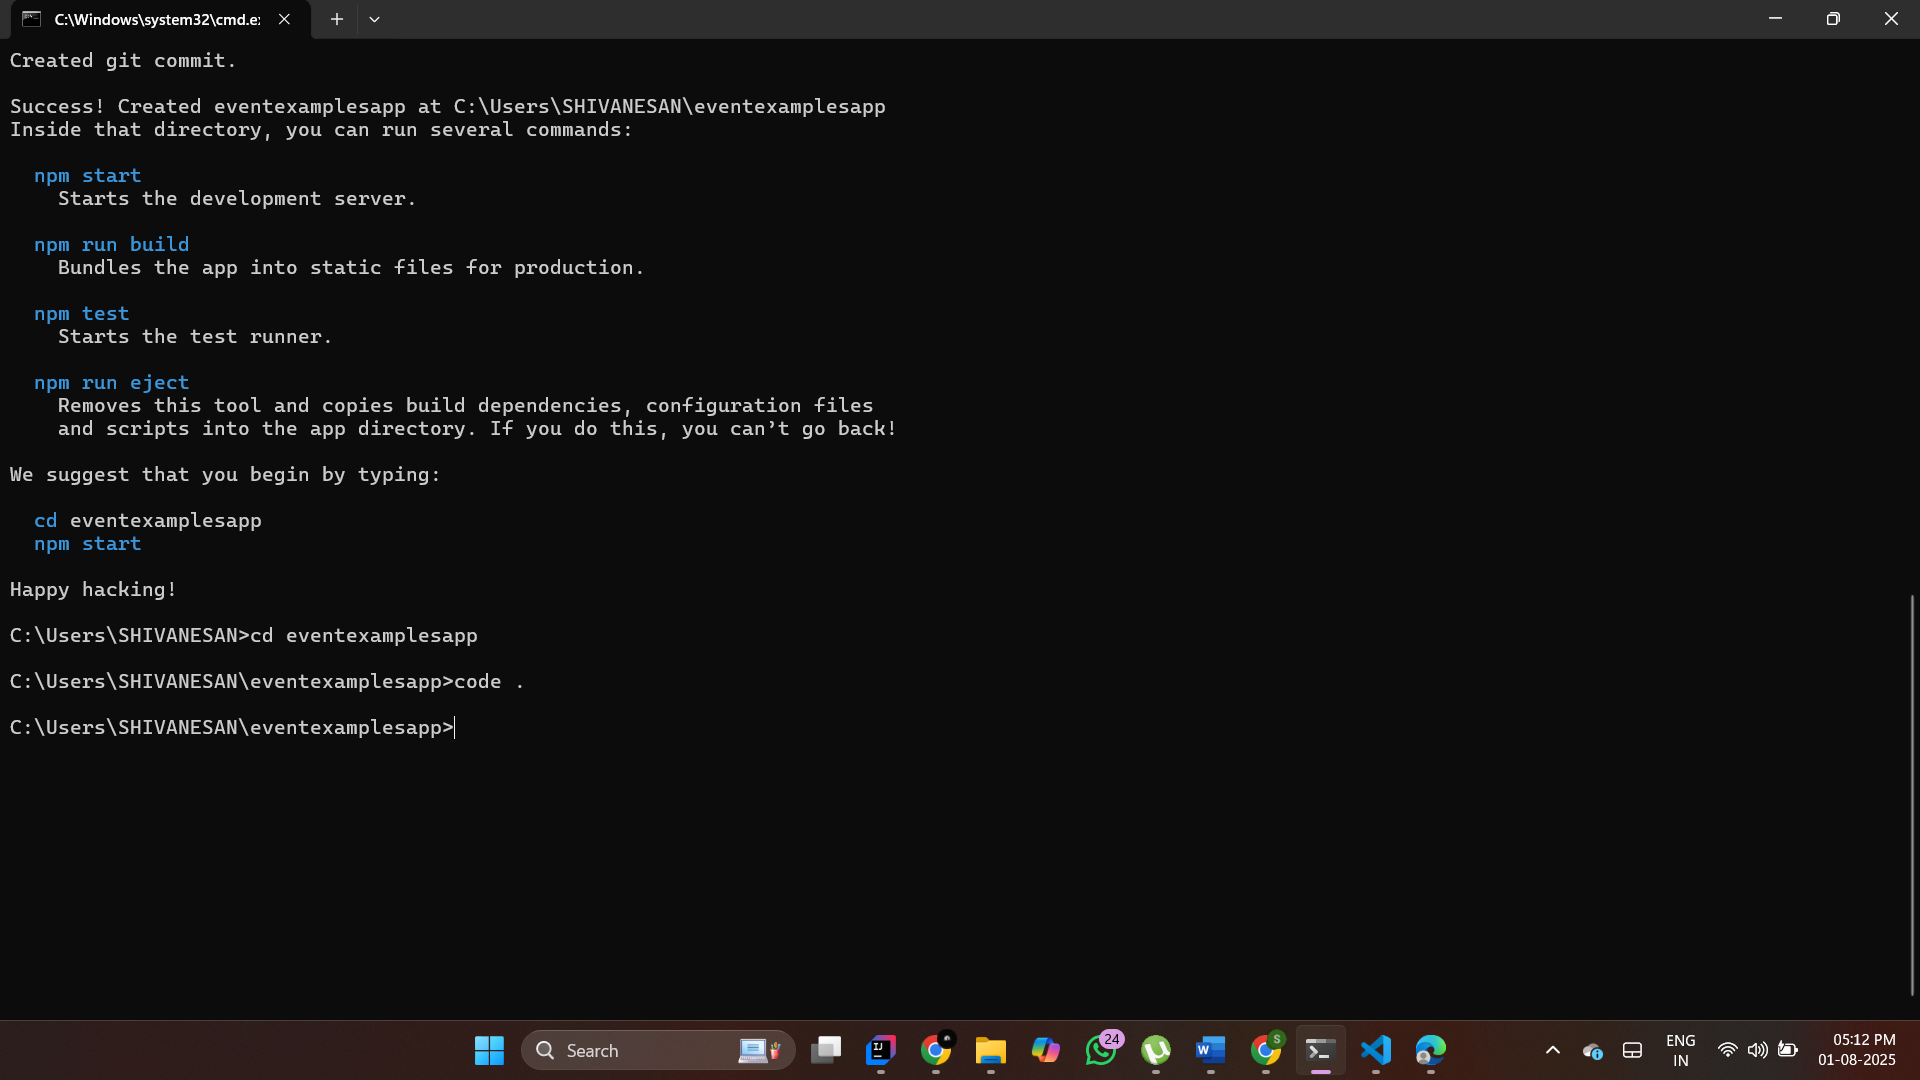 C:\Windows\system32\cmd.e
Created git commit.
Success! Created eventexamplesapp at C:\Users\SHIVANESAN\eventexamplesapp
Inside that directory, you can run several commands:
npm start
Starts the development server.
npm run build
Bundles the app into static files for production.
npm test
Starts the test runner.
npm run eject
Removes this tool and copies build dependencies, configuration files
and scripts into the app directory. If you do this, you can’t go back!
We suggest that you begin by typing:
cd eventexamplesapp
npm start
Happy hacking!
C:\Users\SHIVANESAN>cd eventexamplesapp
C:\Users\SHIVANESAN\eventexamplesapp>code .
C:\Users\SHIVANESAN\eventexamplesapp>
Search
24
S
ENG
IN
05:12 PM
01-08-2025